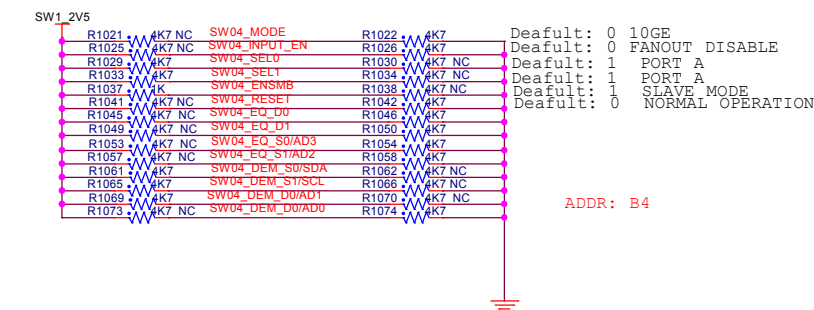 SW1_2V5
R1021 4K7 NC SW04_MODE R1022 4K7 Deafult: 0 10GE
R1025 4K7 NC SW04_INPUT_EN R1026 4K7 Deafult: 0 FANOUT DISABLE
R1029 4K7 SW04_SEL0 R1030 4K7 NC Deafult: 1 PORT A
R1033 4K7 SW04_SEL1 R1034 4K7 NC Deafult: 1 PORT A
R1037 1K SW04_ENSMB R1038 4K7 NC Deafult: 1 SLAVE MODE
R1041 4K7 NC SW04_RESET R1042 4K7 Deafult: 0 NORMAL OPERATION
R1045 4K7 NC SW04_EQ_D0 R1046 4K7
R1049 4K7 NC SW04_EQ_D1 R1050 4K7
R1053 4K7 NC SW04_EQ_S0/AD3 R1054 4K7
R1057 4K7 NC SW04_EQ_S1/AD2 R1058 4K7
R1061 4K7 SW04_DEM_S0/SDA R1062 4K7 NC
R1065 4K7 SW04_DEM_S1/SCL R1066 4K7 NC
R1069 4K7 SW04_DEM_D0/AD1 R1070 4K7 NC
R1073 4K7 NC SW04_DEM_D0/AD0 R1074 4K7
ADDR: B4